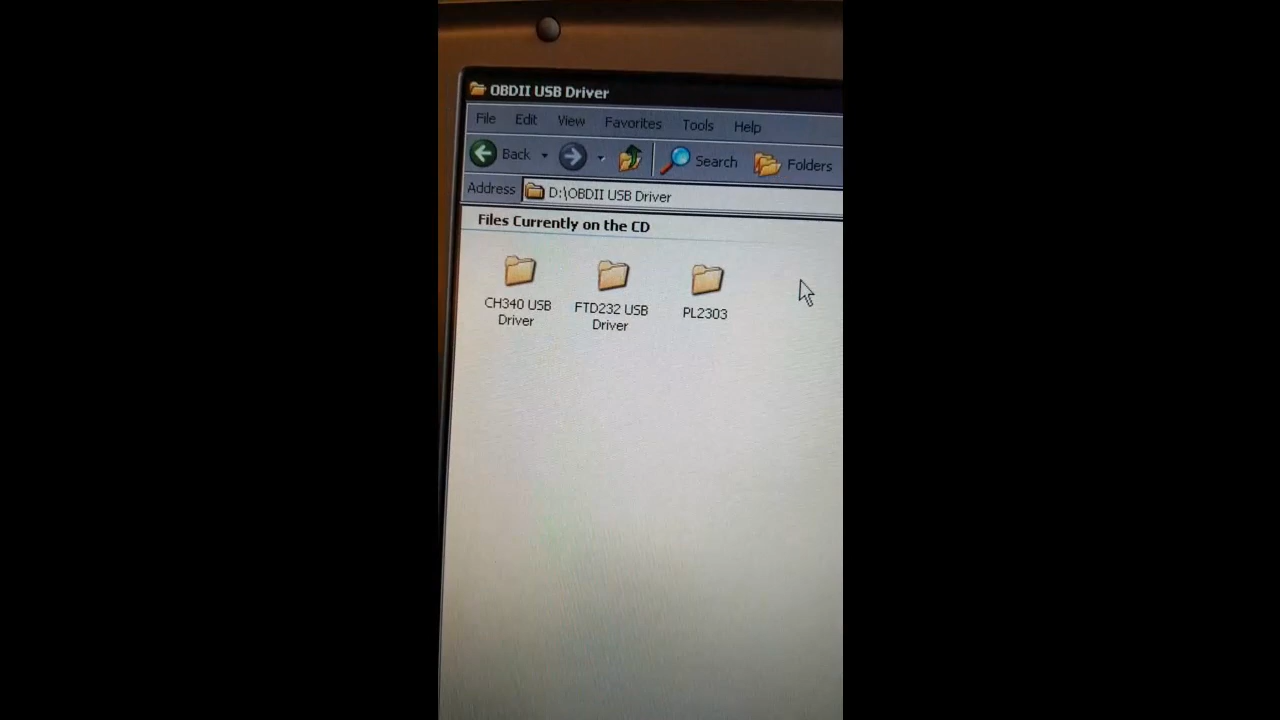 OBDII USB Driver
File Edit View Favorites Tools Help
Back Search Folders
Address D:\OBDII USB Driver
Files Currently on the CD
CH340 USB
Driver
FTD232 USB
Driver
PL2303